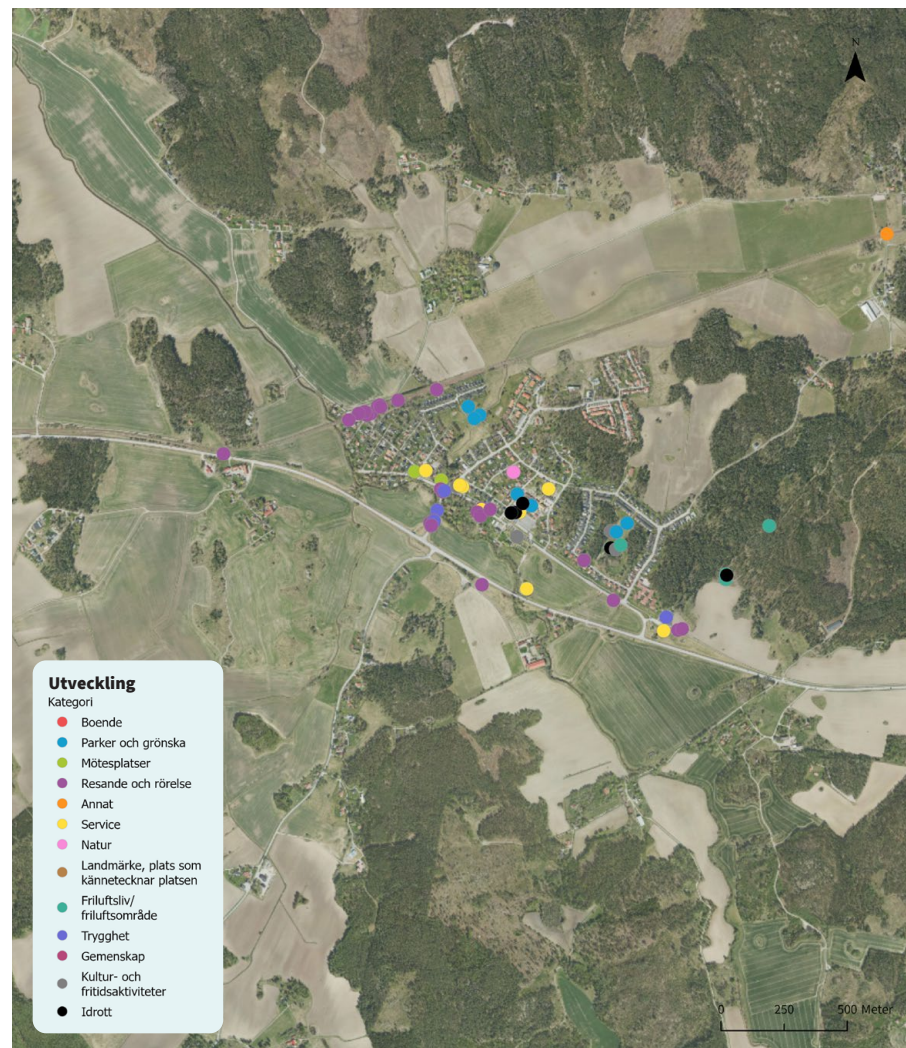 N
Utveckling
Kategori
Boende
Parker och grönska
Mötesplatser
Resande och rörelse
Annat
Service
Natur
Landmärke, plats som
kännetecknar platsen
Friluftsliv/
friluftsområde
Trygghet
Gemenskap
Kultur- och
fritidsaktiviteter
Idrott
0 250 500 Meter